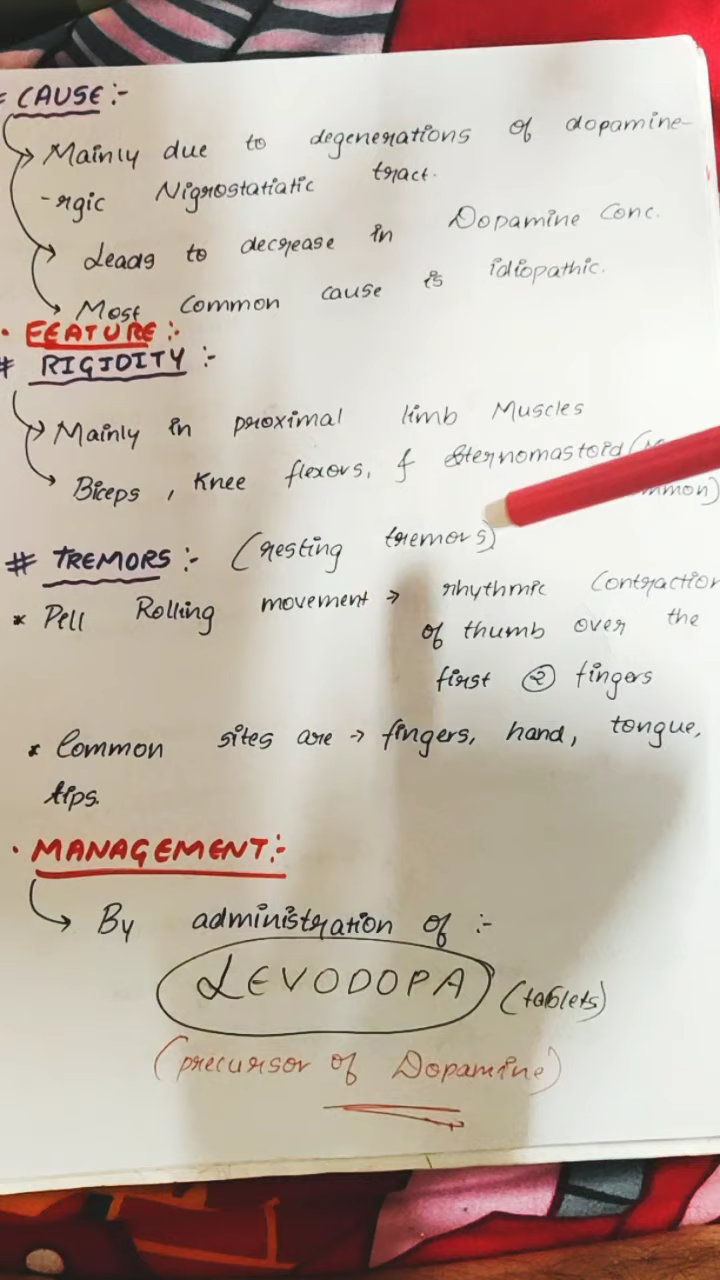 # CAUSE :-
Mainly due to degenerations of dopamine-
-rgic Nigrostatiatic tract.
Leads to decrease in Dopamine Conc.
Most Common cause is idiopathic.
• FEATURE :-
# RIGIDITY :-
Mainly in proximal limb Muscles
Biceps, Knee flexors, & Sternomastoid (
# TREMORS :- (resting tremors)
* Pell Rolling movement → rhythmic Contraction
of thumb over the
first ② fingers
* Common sites are → fingers, hand, tongue,
lips.
• MANAGEMENT :-
By administration of :-
LEVODOPA (tablets)
(precursor of Dopamine)